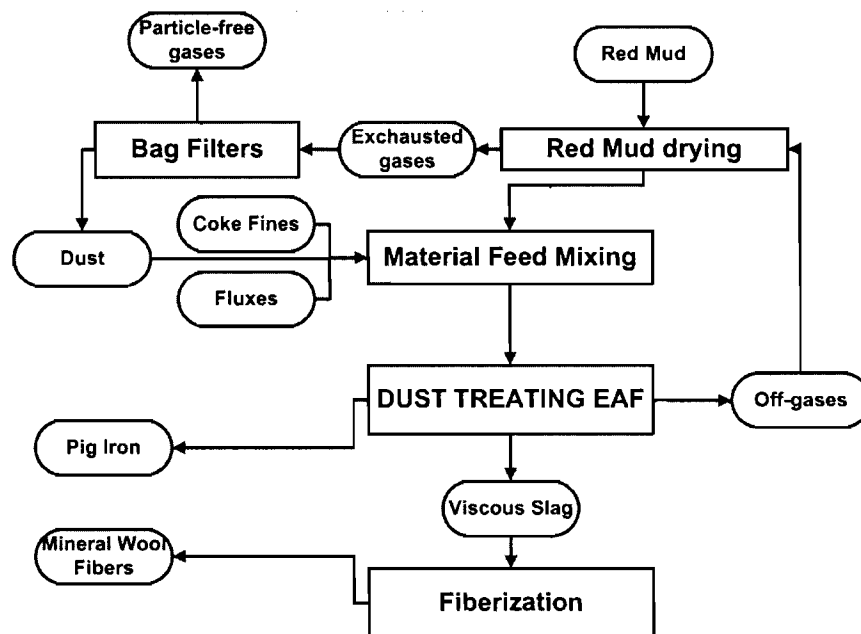 Particle-free
gases
Red Mud
Bag Filters
Exchausted
gases
Red Mud drying
Coke Fines
Dust
Material Feed Mixing
Fluxes
DUST TREATING EAF
Off-gases
Pig Iron
Viscous Slag
Mineral Wool
Fibers
Fiberization